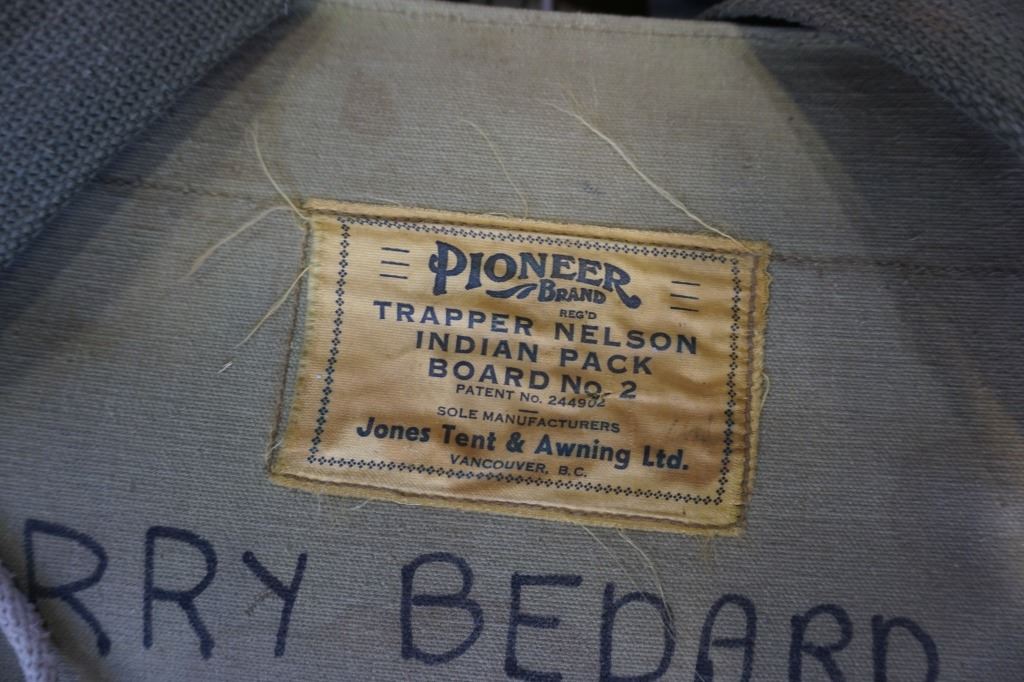 PIONEER
BRAND
REG'D
TRAPPER NELSON
INDIAN PACK
BOARD NO. 2
PATENT NO. 244902
SOLE MANUFACTURERS
Jones Tent & Awning Ltd.
VANCOUVER, B.C.
RRY BEDARD